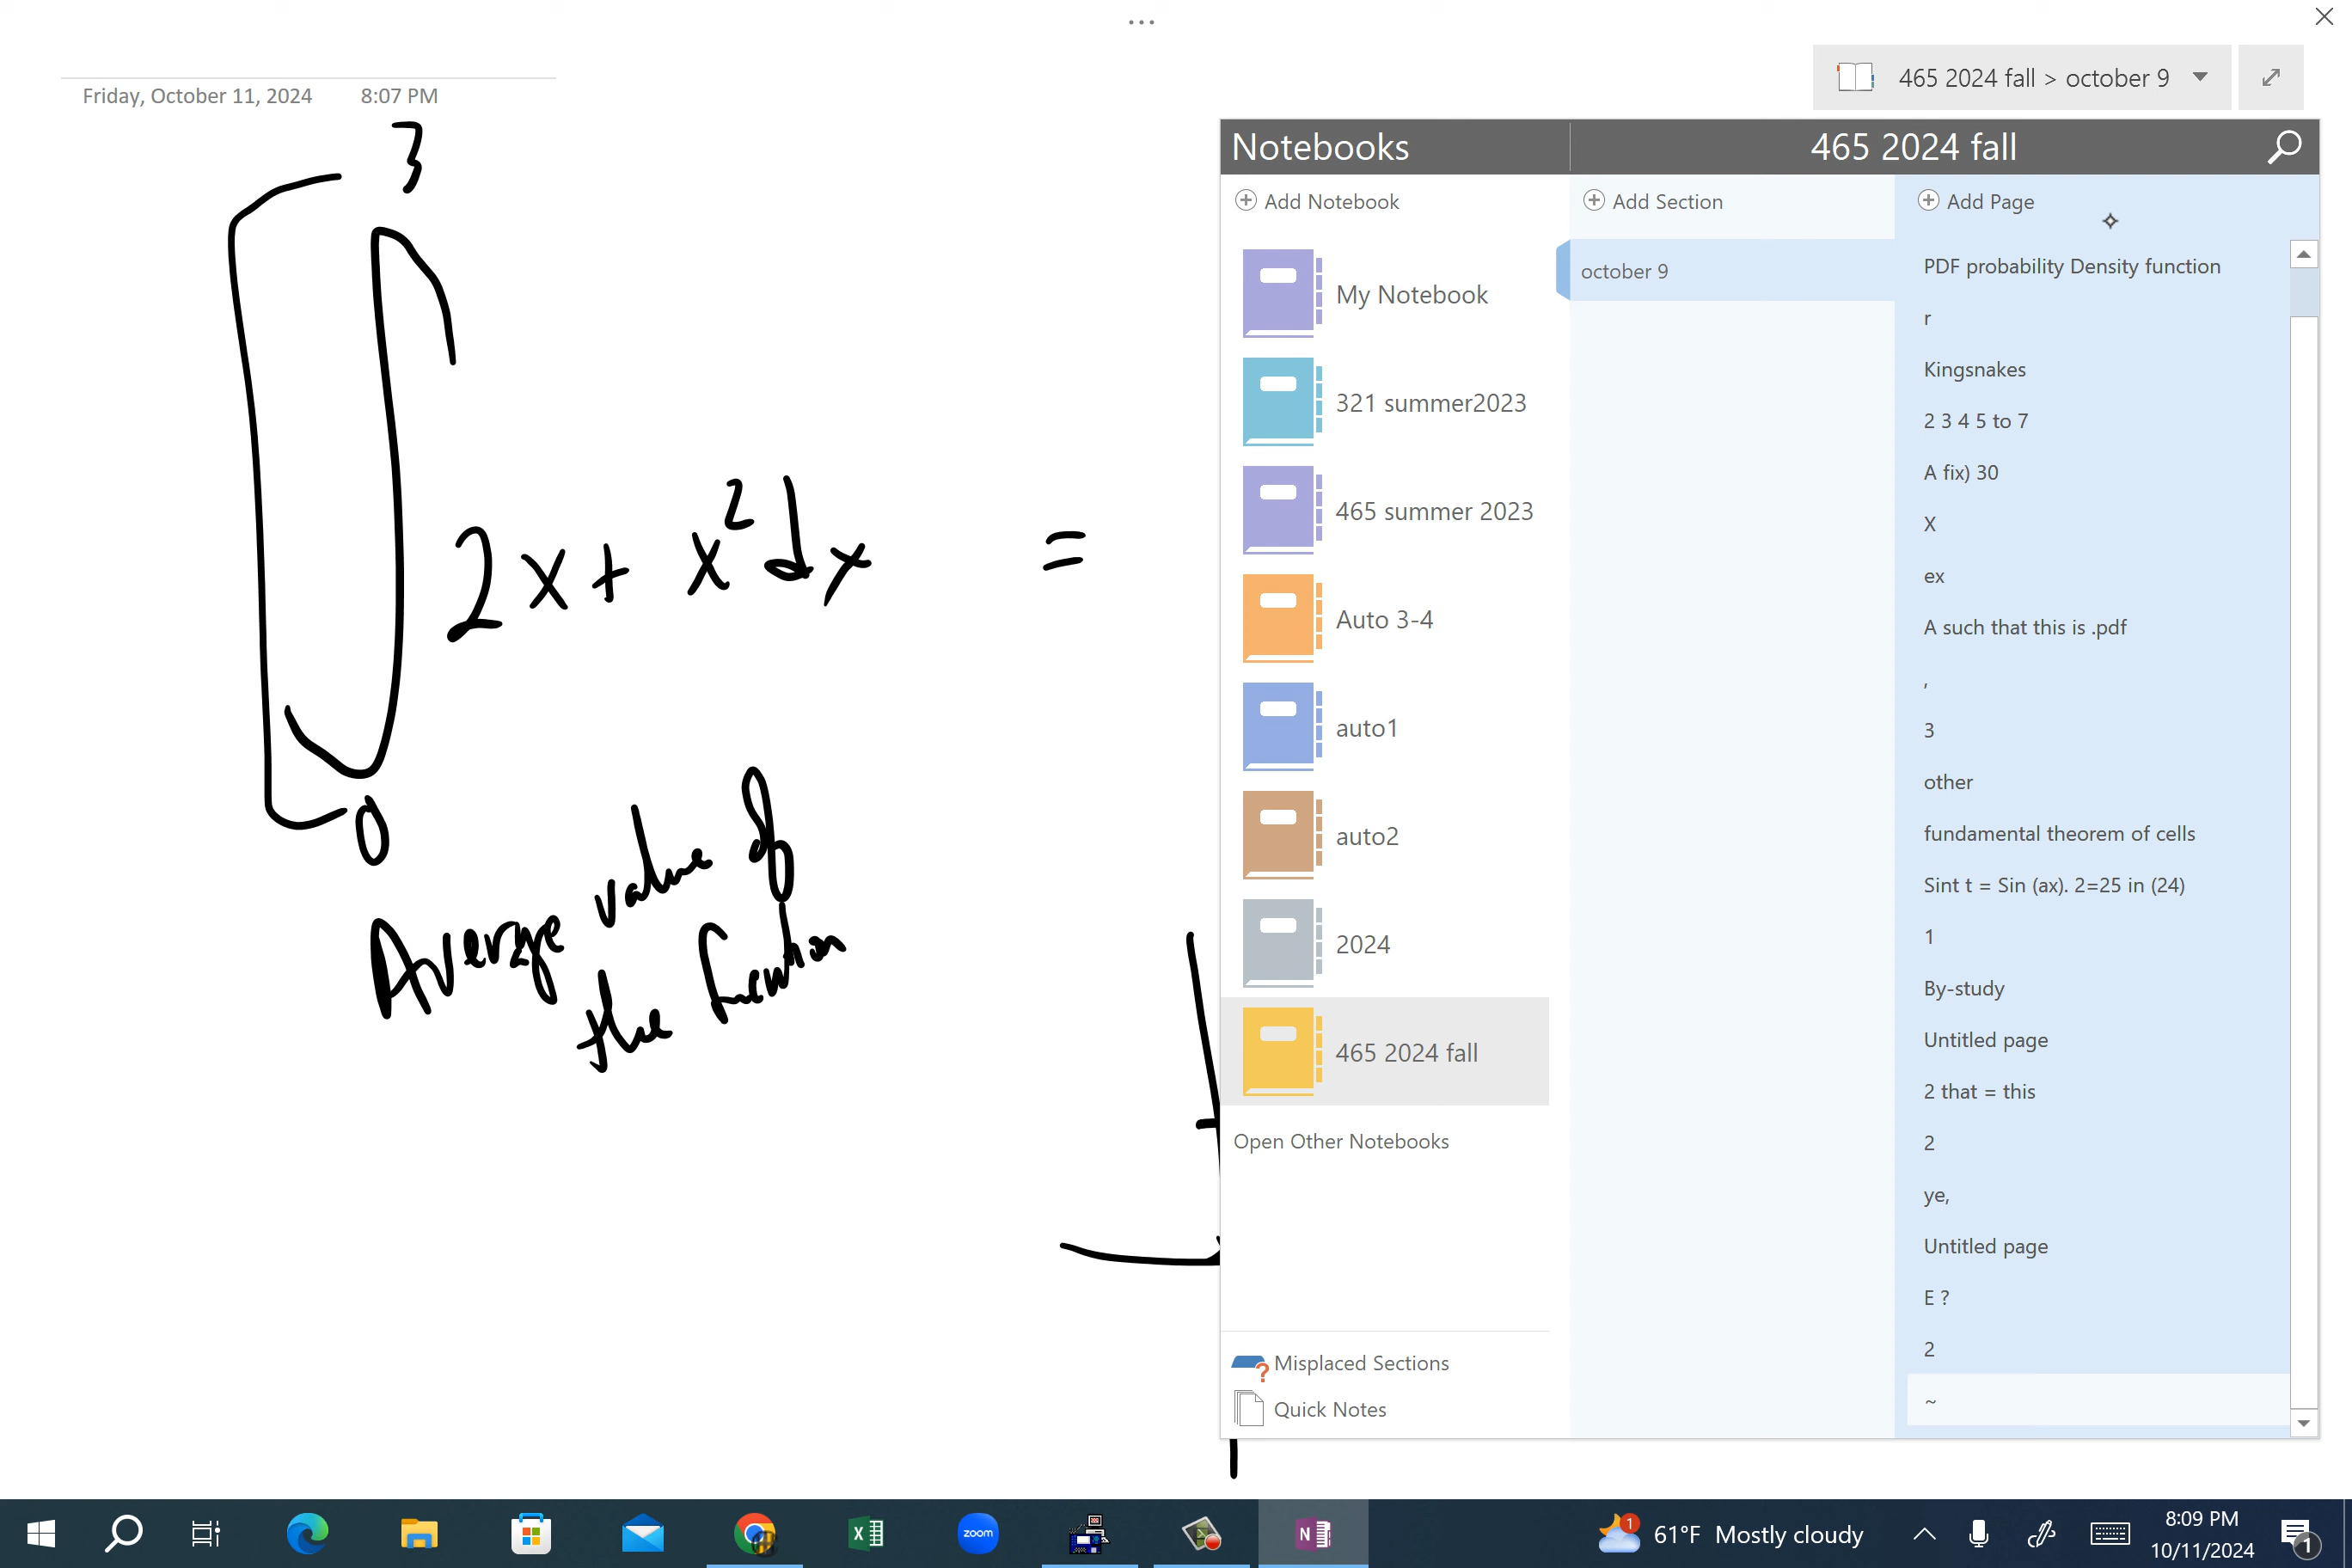 Friday, October 11, 2024 8:07 PM
465 2024 fall > october 9
3
2x + x² dx =
0
Average value of
the function
Notebooks
465 2024 fall
Add Notebook
Add Section
Add Page
My Notebook
321 summer2023
465 summer 2023
Auto 3-4
auto1
auto2
2024
465 2024 fall
Open Other Notebooks
Misplaced Sections
Quick Notes
october 9
PDF probability Density function
r
Kingsnakes
2 3 4 5 to 7
A fix) 30
X
ex
A such that this is .pdf
,
3
other
fundamental theorem of cells
Sint t = Sin (ax). 2=25 in (24)
1
By-study
Untitled page
2 that = this
2
ye,
Untitled page
E ?
2
~
zoom
1
61°F Mostly cloudy
8:09 PM
10/11/2024
1